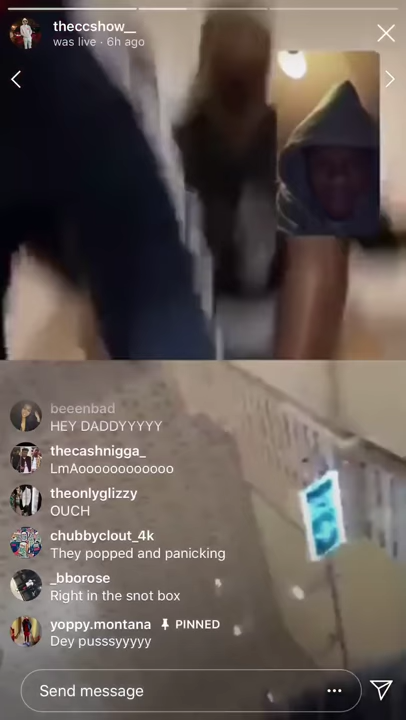 theccshow__
was live · 6h ago
beeenbad
HEY DADDYYYYY
thecashnigga_
LmAoooooooooooo
theonlyglizzy
OUCH
chubbyclout_4k
They popped and panicking
_bborose
Right in the snot box
yoppy.montana PINNED
Dey pusssyyyyy
Send message